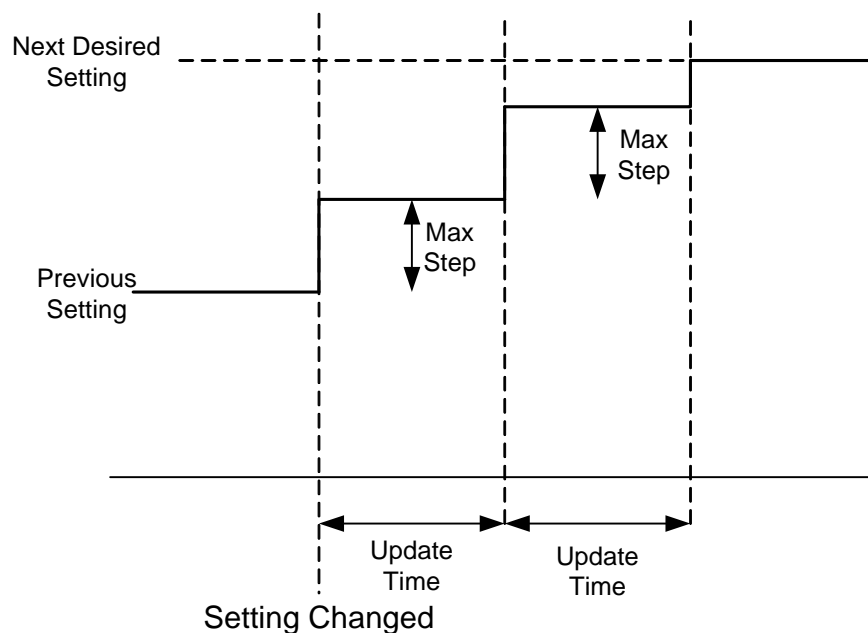 Next Desired
Setting
Max
Step
Max
Step
Previous
Setting
Update
Time
Update
Time
Setting Changed